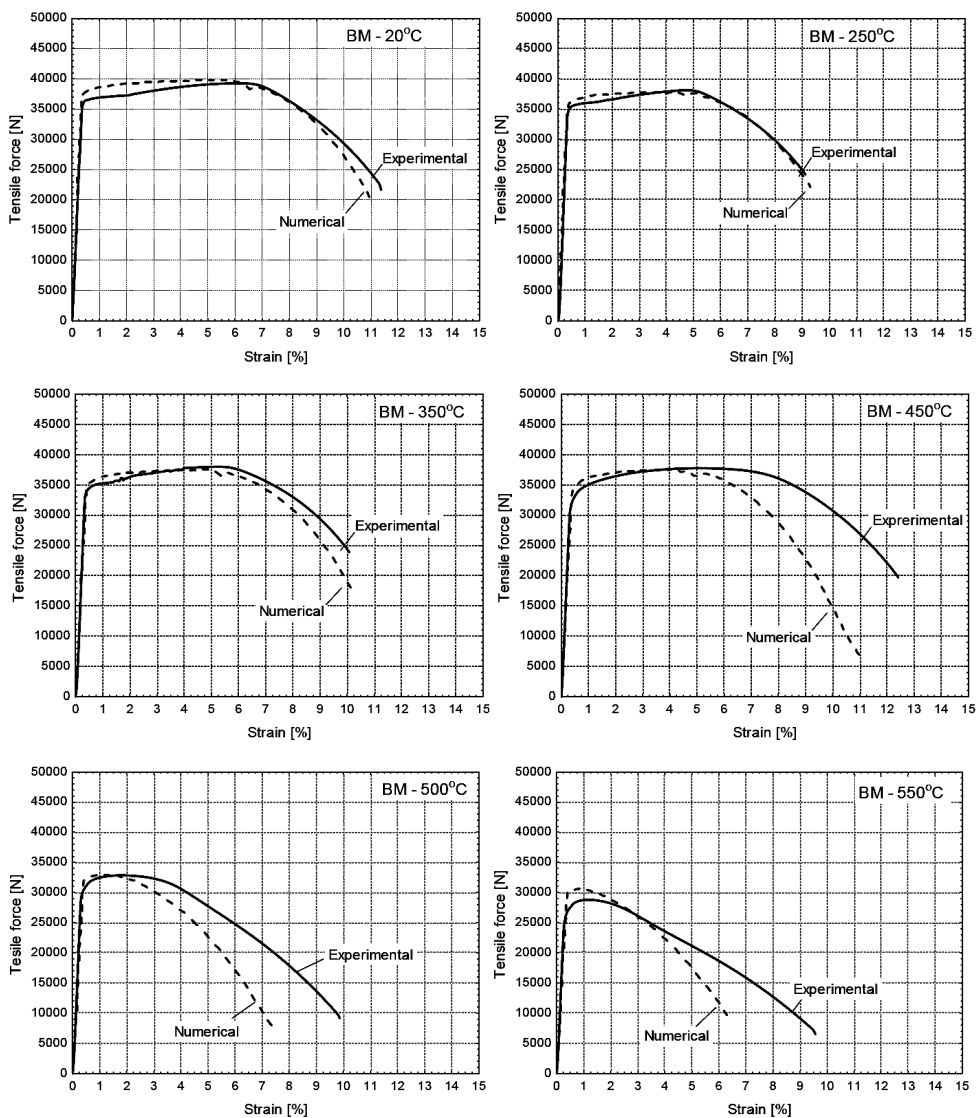 BM - 20°C
50000
45000
40000
35000
30000
25000
20000
15000
10000
5000
0
Tensile force [N]
Experimental
Numerical
0 1 2 3 4 5 6 7 8 9 10 11 12 13 14 15
Strain [%]
BM - 250°C
50000
45000
40000
35000
30000
25000
20000
15000
10000
5000
0
Tensile force [N]
Experimental
Numerical
0 1 2 3 4 5 6 7 8 9 10 11 12 13 14 15
Strain [%]
BM - 350°C
50000
45000
40000
35000
30000
25000
20000
15000
10000
5000
0
Tensile force [N]
Experimental
Numerical
0 1 2 3 4 5 6 7 8 9 10 11 12 13 14 15
Strain [%]
BM - 450°C
50000
45000
40000
35000
30000
25000
20000
15000
10000
5000
0
Tensile force [N]
Exprerimental
Numerical
0 1 2 3 4 5 6 7 8 9 10 11 12 13 14 15
Strain [%]
BM - 500°C
50000
45000
40000
35000
30000
25000
20000
15000
10000
5000
0
Tesile force [N]
Experimental
Numerical
0 1 2 3 4 5 6 7 8 9 10 11 12 13 14 15
Strain [%]
BM - 550°C
50000
45000
40000
35000
30000
25000
20000
15000
10000
5000
0
Tensile force [N]
Experimental
Numerical
0 1 2 3 4 5 6 7 8 9 10 11 12 13 14 15
Strain [%]